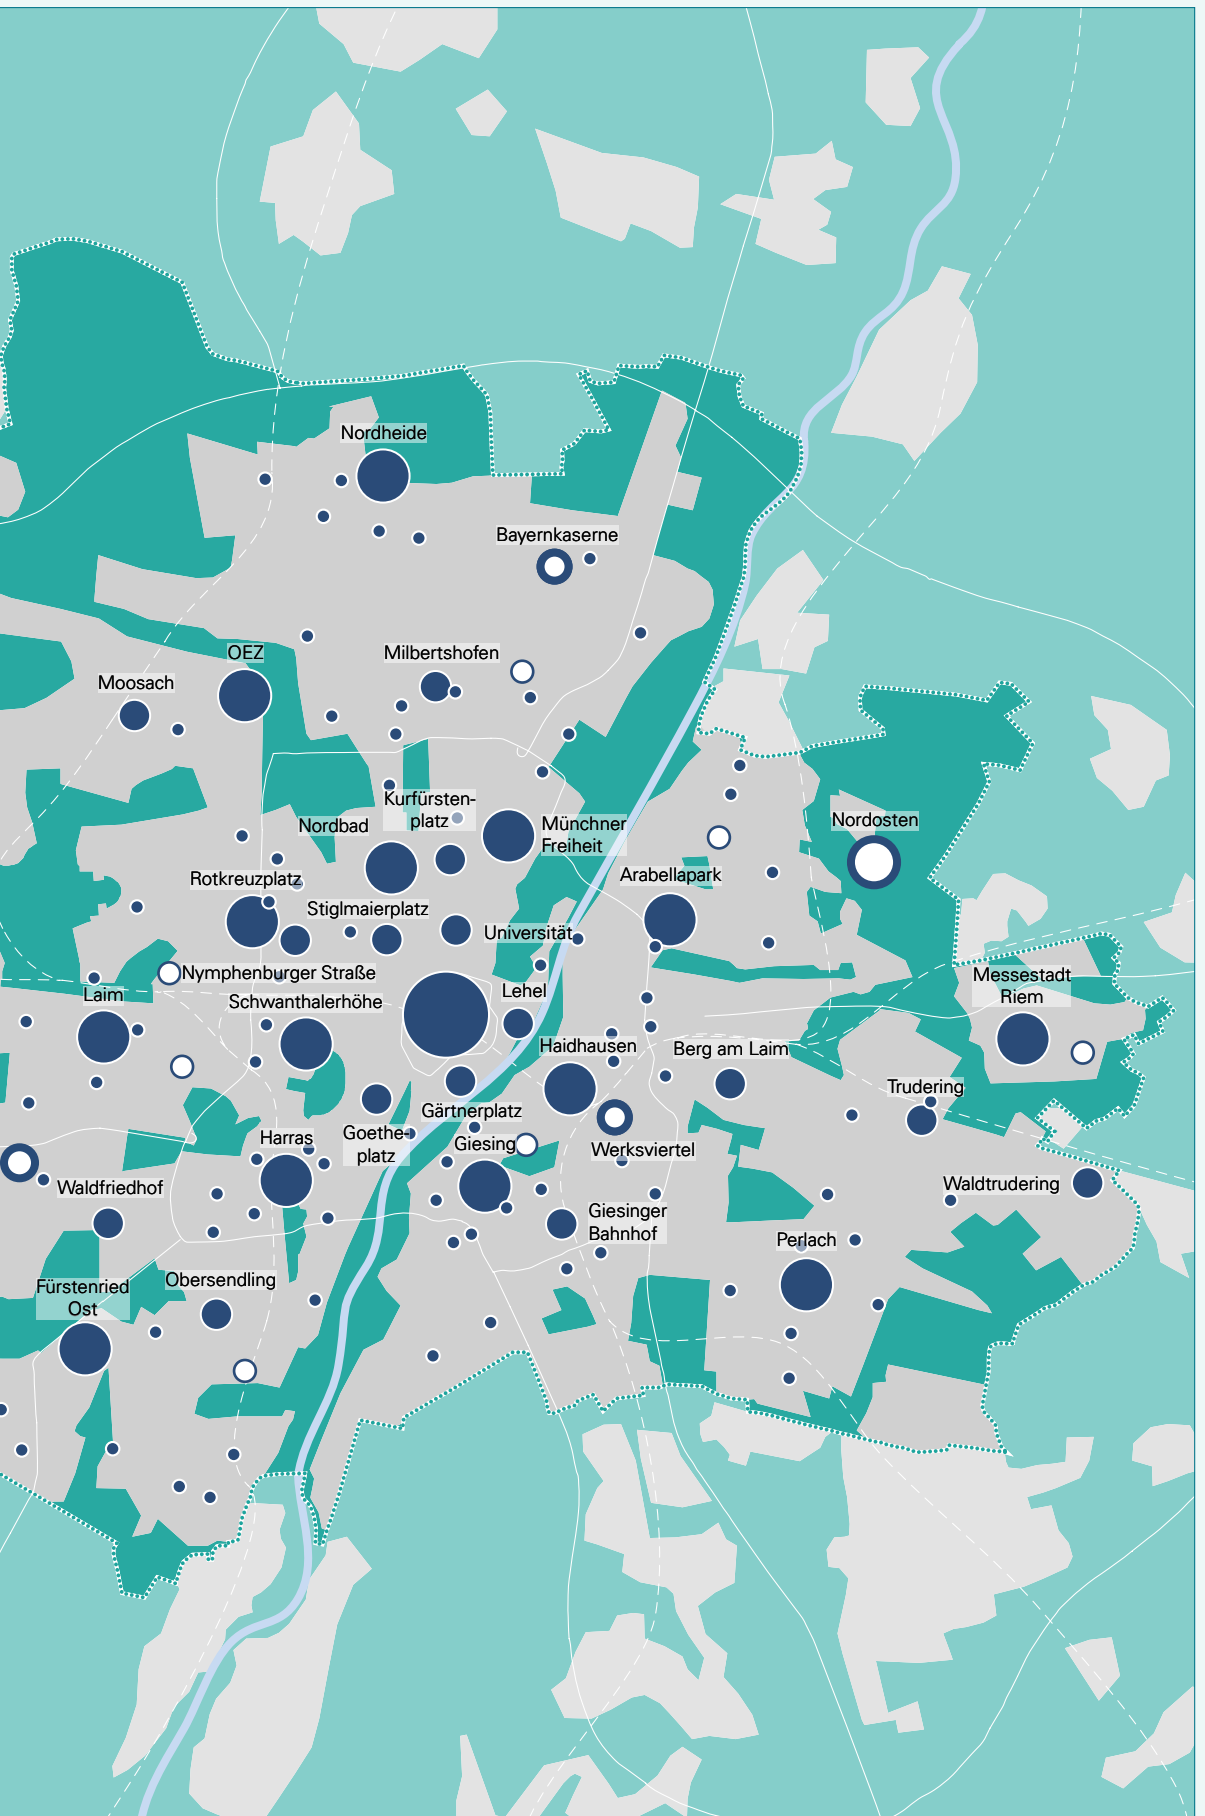 Nordheide
Bayernkaserne
OEZ
Milbertshofen
Moosach
Kurfürsten-
platz
Nordbad
Münchner
Freiheit
Nordosten
Rotkreuzplatz
Arabellapark
Stiglmaierplatz
Universität
Nymphenburger Straße
Messestadt
Riem
Laim
Schwanthalerhöhe
Lehel
Haidhausen
Berg am Laim
Trudering
Gärtnerplatz
Goethe-
platz
Harras
Giesing
Werksviertel
Waldfriedhof
Waldtrudering
Giesinger
Bahnhof
Perlach
Obersendling
Fürstenried
Ost